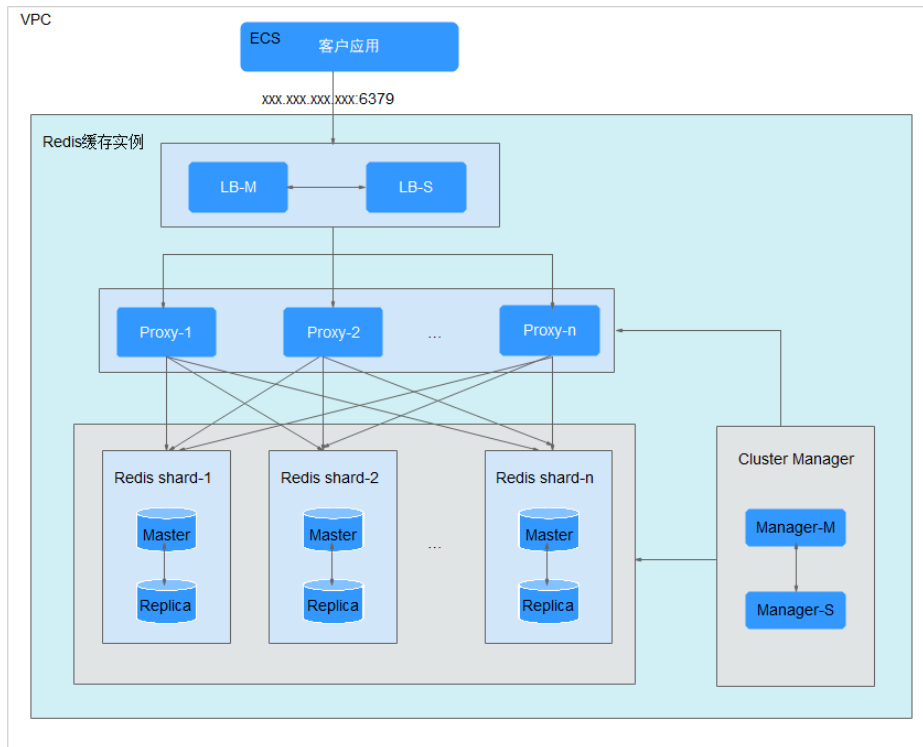 VPC
ECS
客户应用
xxx.xxx.xxx.xxx:6379
Redis缓存实例
LB-M
LB-S
Proxy-1
Proxy-2
...
Proxy-n
Redis shard-1
Redis shard-2
Redis shard-n
Master
Master
...
Master
Replica
Replica
Replica
Cluster Manager
Manager-M
Manager-S